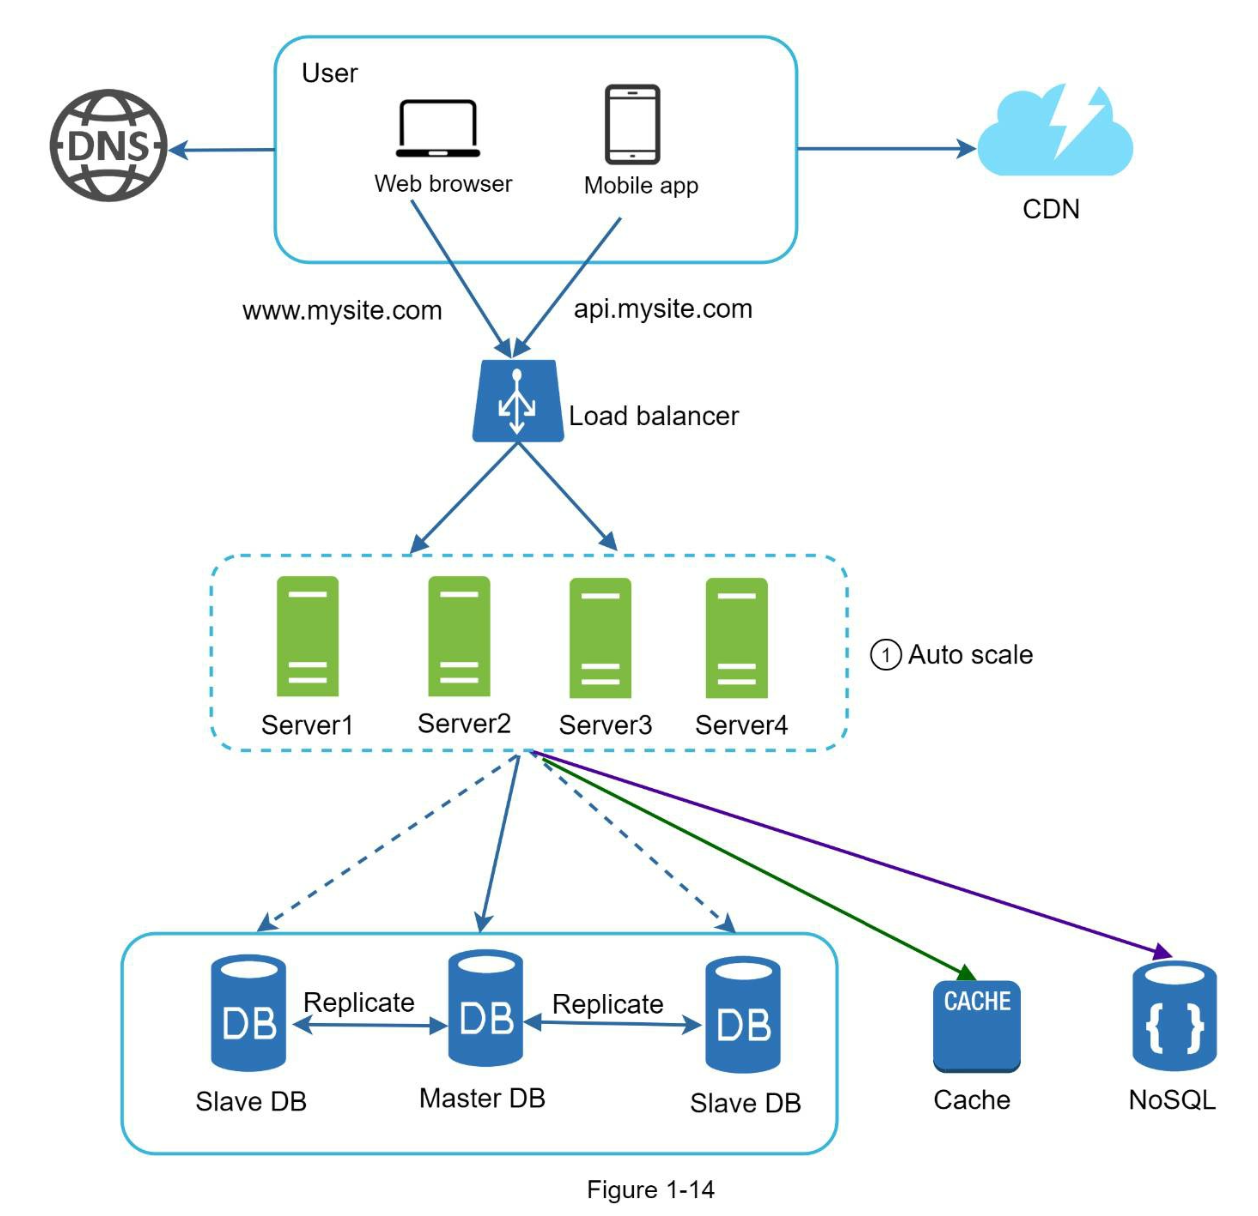 User
DNS
Web browser
Mobile app
CDN
www.mysite.com
api.mysite.com
Load balancer
1 Auto scale
Server1
Server2
Server3
Server4
DB
Replicate
DB
Replicate
DB
CACHE
{ }
Slave DB
Master DB
Slave DB
Cache
NoSQL
Figure 1-14